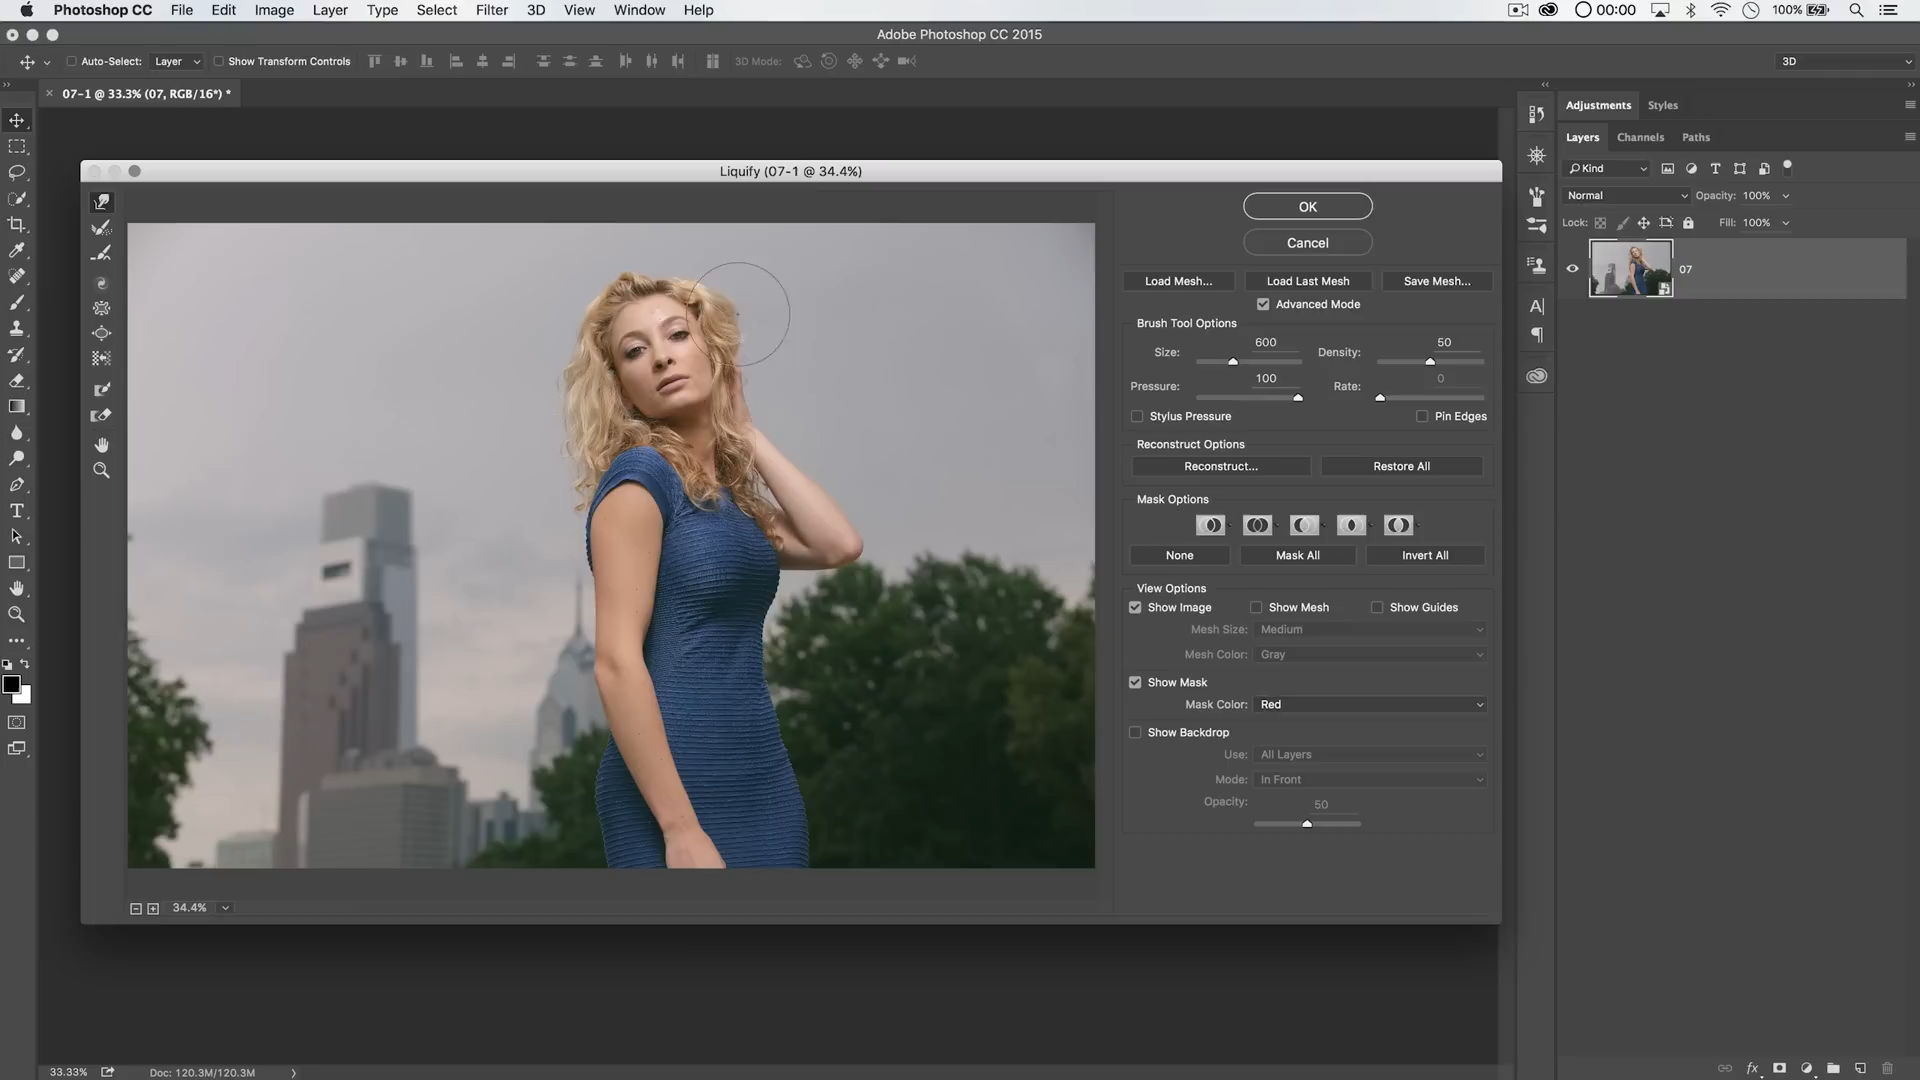 Photoshop CC File Edit Image Layer Type Select Filter 3D View Window Help 00:00 100%
Adobe Photoshop CC 2015
Auto-Select: Layer Show Transform Controls 3D Mode: 3D
07-1 @ 33.3% (07, RGB/16*) *
Adjustments Styles
Layers Channels Paths
Kind
Normal Opacity: 100%
Lock: Fill: 100%
07
Liquify (07-1 @ 34.4%)
OK
Cancel
Load Mesh... Load Last Mesh Save Mesh...
Advanced Mode
Brush Tool Options
Size: 600 Density: 50
Pressure: 100 Rate: 0
Stylus Pressure Pin Edges
Reconstruct Options
Reconstruct... Restore All
Mask Options
None Mask All Invert All
View Options
Show Image Show Mesh Show Guides
Mesh Size: Medium
Mesh Color: Gray
Show Mask
Mask Color: Red
Show Backdrop
Use: All Layers
Mode: In Front
Opacity: 50
34.4%
33.33% Doc: 120.3M/120.3M